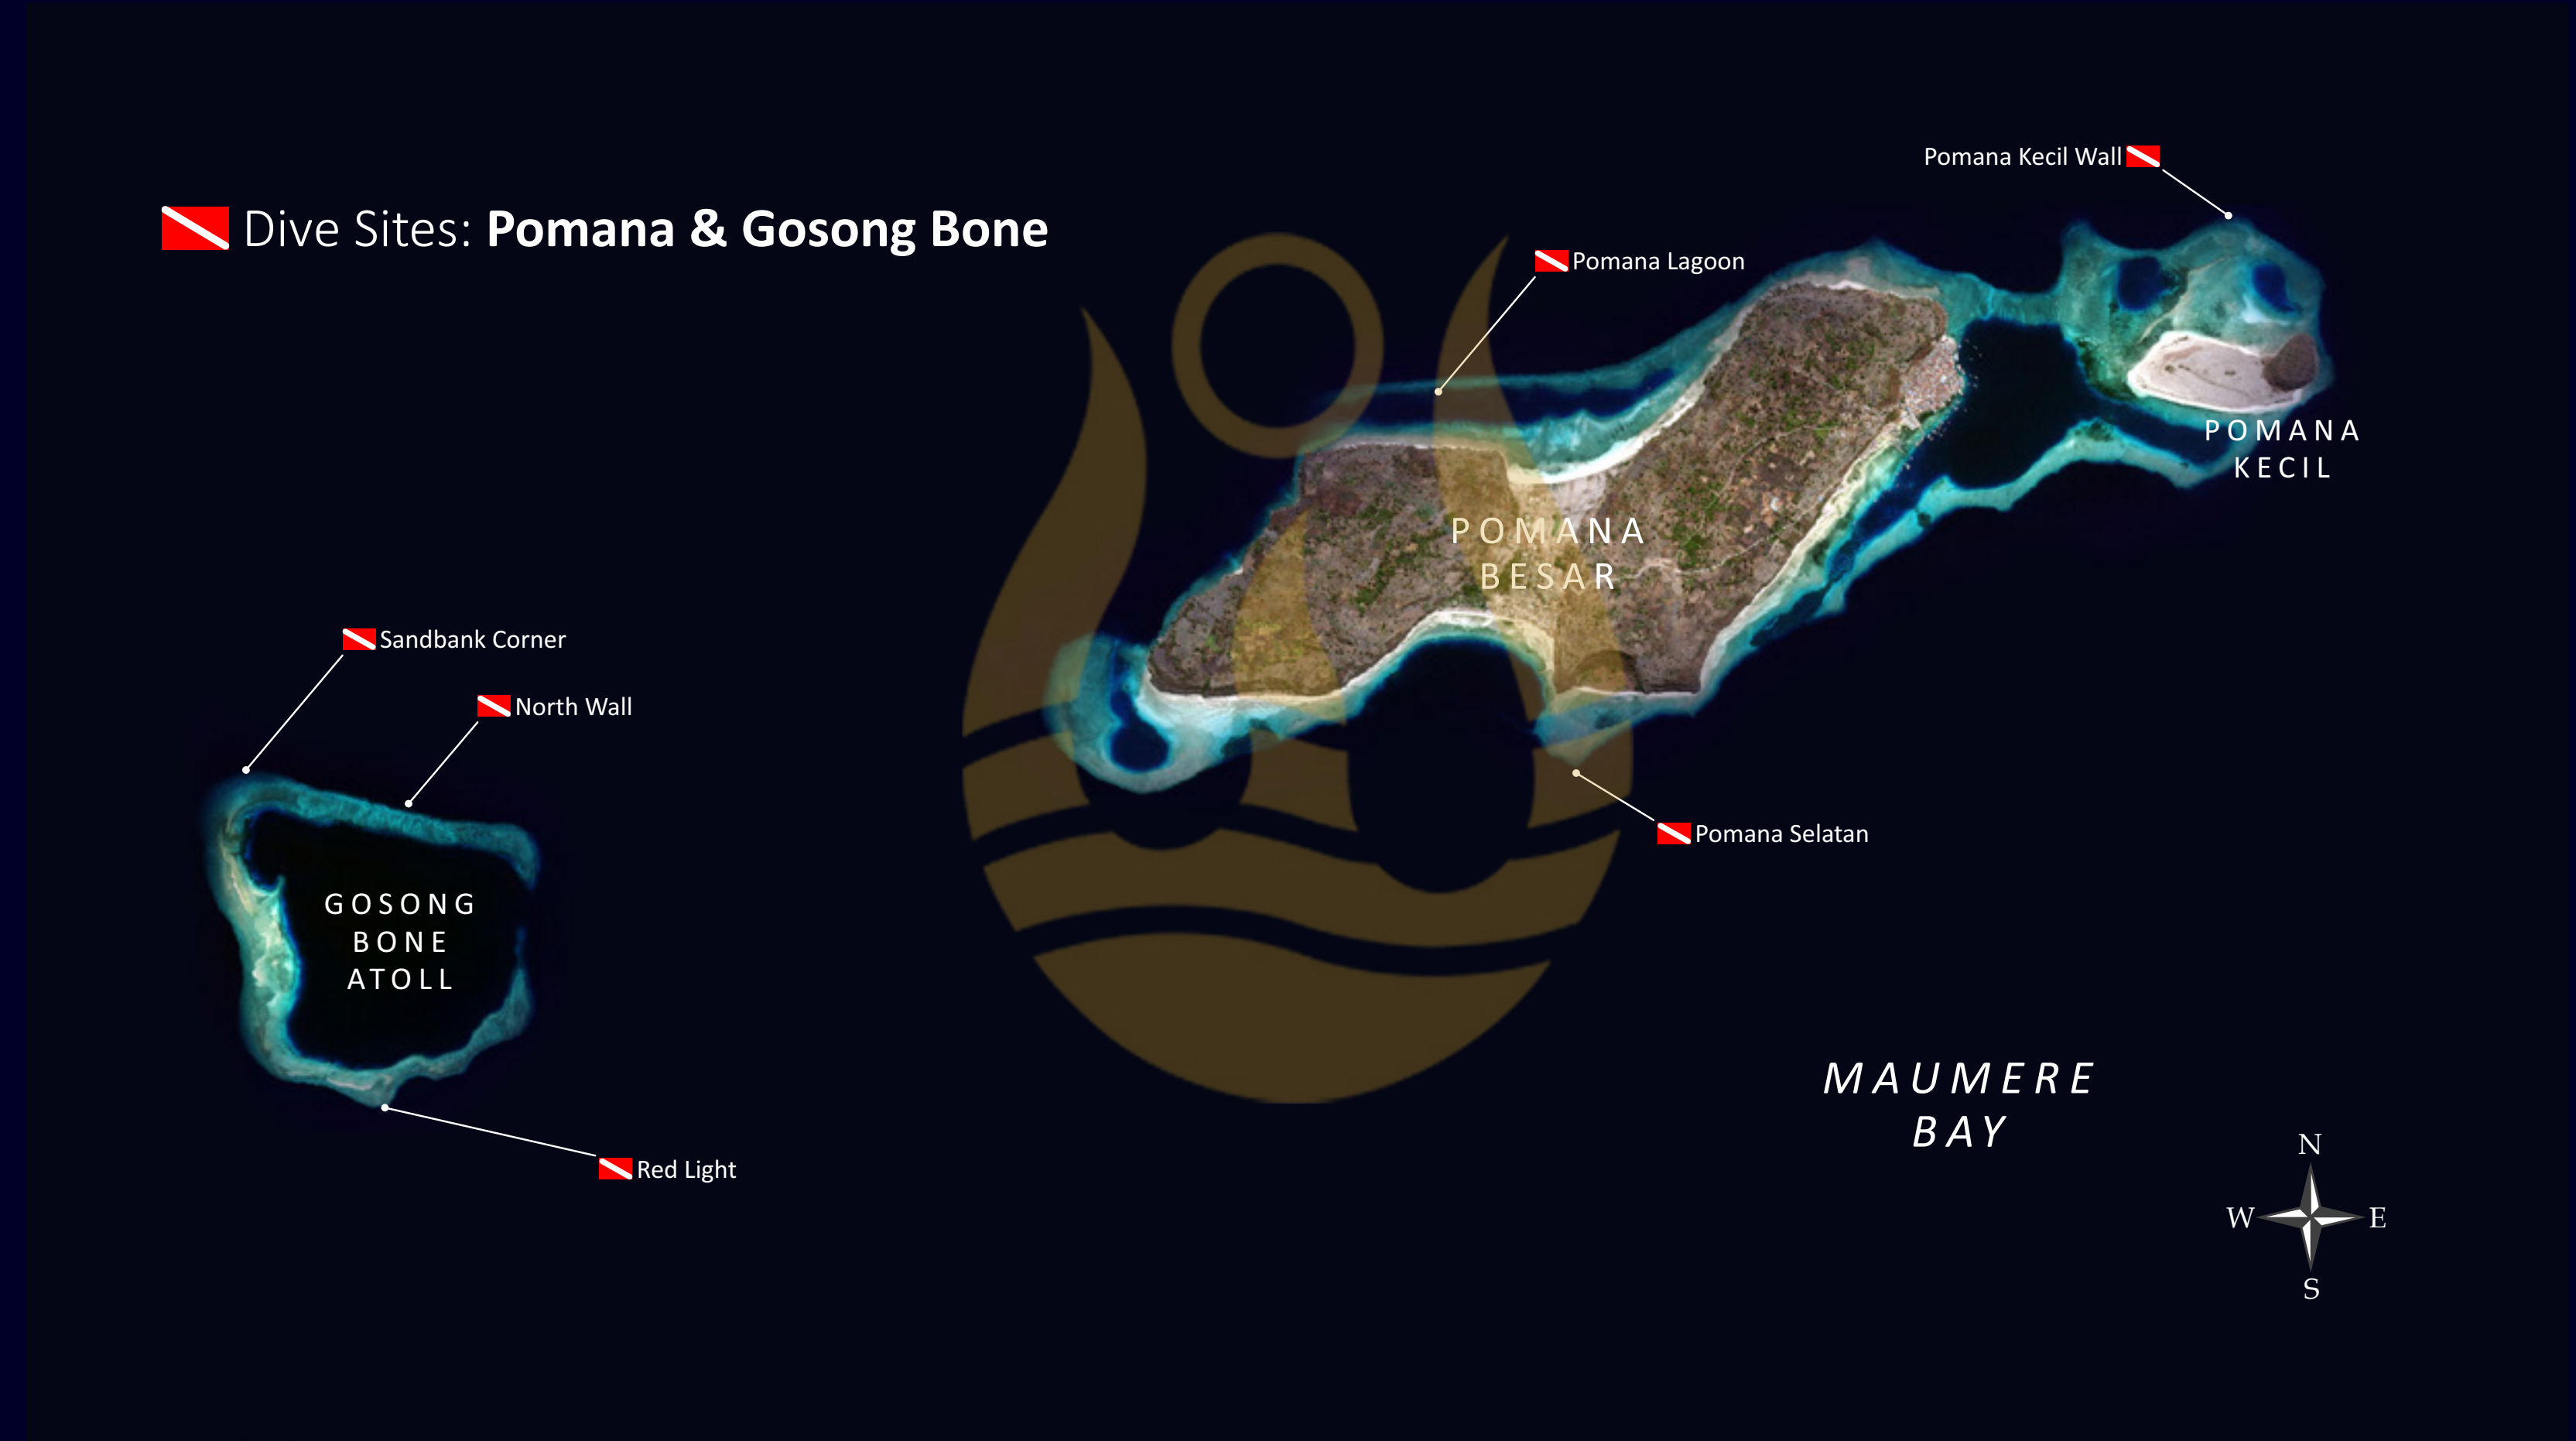 Dive Sites: Pomana & Gosong Bone
Pomana Kecil Wall
Pomana Lagoon
POMANA
KECIL
POMANA
BESAR
Sandbank Corner
North Wall
Pomana Selatan
GOSONG
BONE
ATOLL
Red Light
MAUMERE
BAY
N
W
E
S